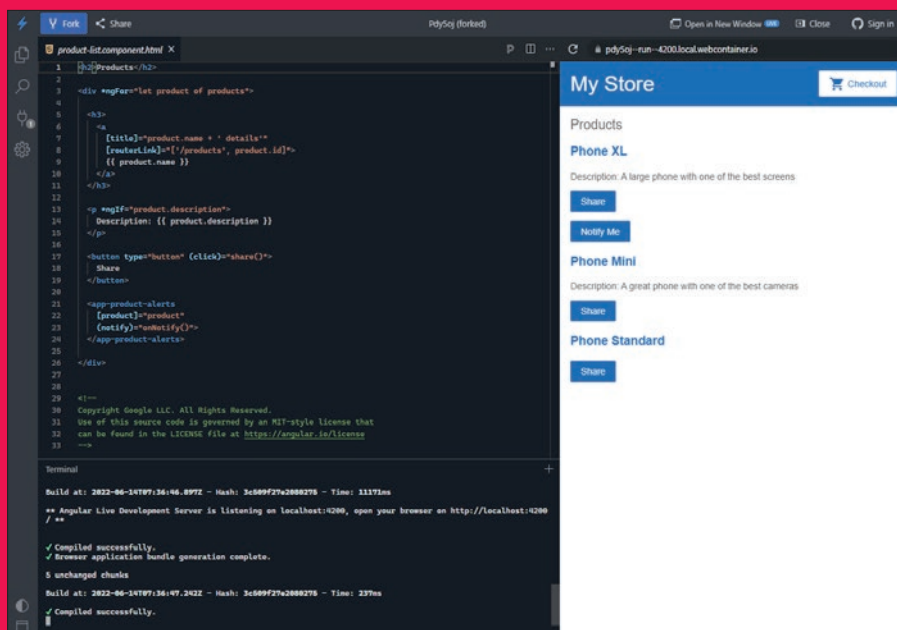 Fork
Share
PdySoj (forked)
Open in New Window LIVE
Close
Sign in
product-list.component.html
pdy5oj--run--4200.local.webcontainer.io
1 <h2>Products</h2>
2
3 <div *ngFor="let product of products">
4
5 <h3>
6 <a
7 [title]="product.name + ' details'"
8 [routerLink]="['/products', product.id]">
9 {{ product.name }}
10 </a>
11 </h3>
12
13 <p *ngIf="product.description">
14 Description: {{ product.description }}
15 </p>
16
17 <button type="button" (click)="share()">
18 Share
19 </button>
20
21 <app-product-alerts
22 [product]="product"
23 (notify)="onNotify()">
24 </app-product-alerts>
25
26 </div>
27
28
29 <!--
30 Copyright Google LLC. All Rights Reserved.
31 Use of this source code is governed by an MIT-style license that
32 can be found in the LICENSE file at https://angular.io/license
33 -->
Terminal
Build at: 2022-06-14T07:36:46.897Z - Hash: 3c509f27e2080275 - Time: 11171ms
** Angular Live Development Server is listening on localhost:4200, open your browser on http://localhost:4200
/ **
✓ Compiled successfully.
✓ Browser application bundle generation complete.
5 unchanged chunks
Build at: 2022-06-14T07:36:47.242Z - Hash: 3c509f27e2080275 - Time: 237ms
✓ Compiled successfully.
My Store
Checkout
Products
Phone XL
Description: A large phone with one of the best screens
Share
Notify Me
Phone Mini
Description: A great phone with one of the best cameras
Share
Phone Standard
Share